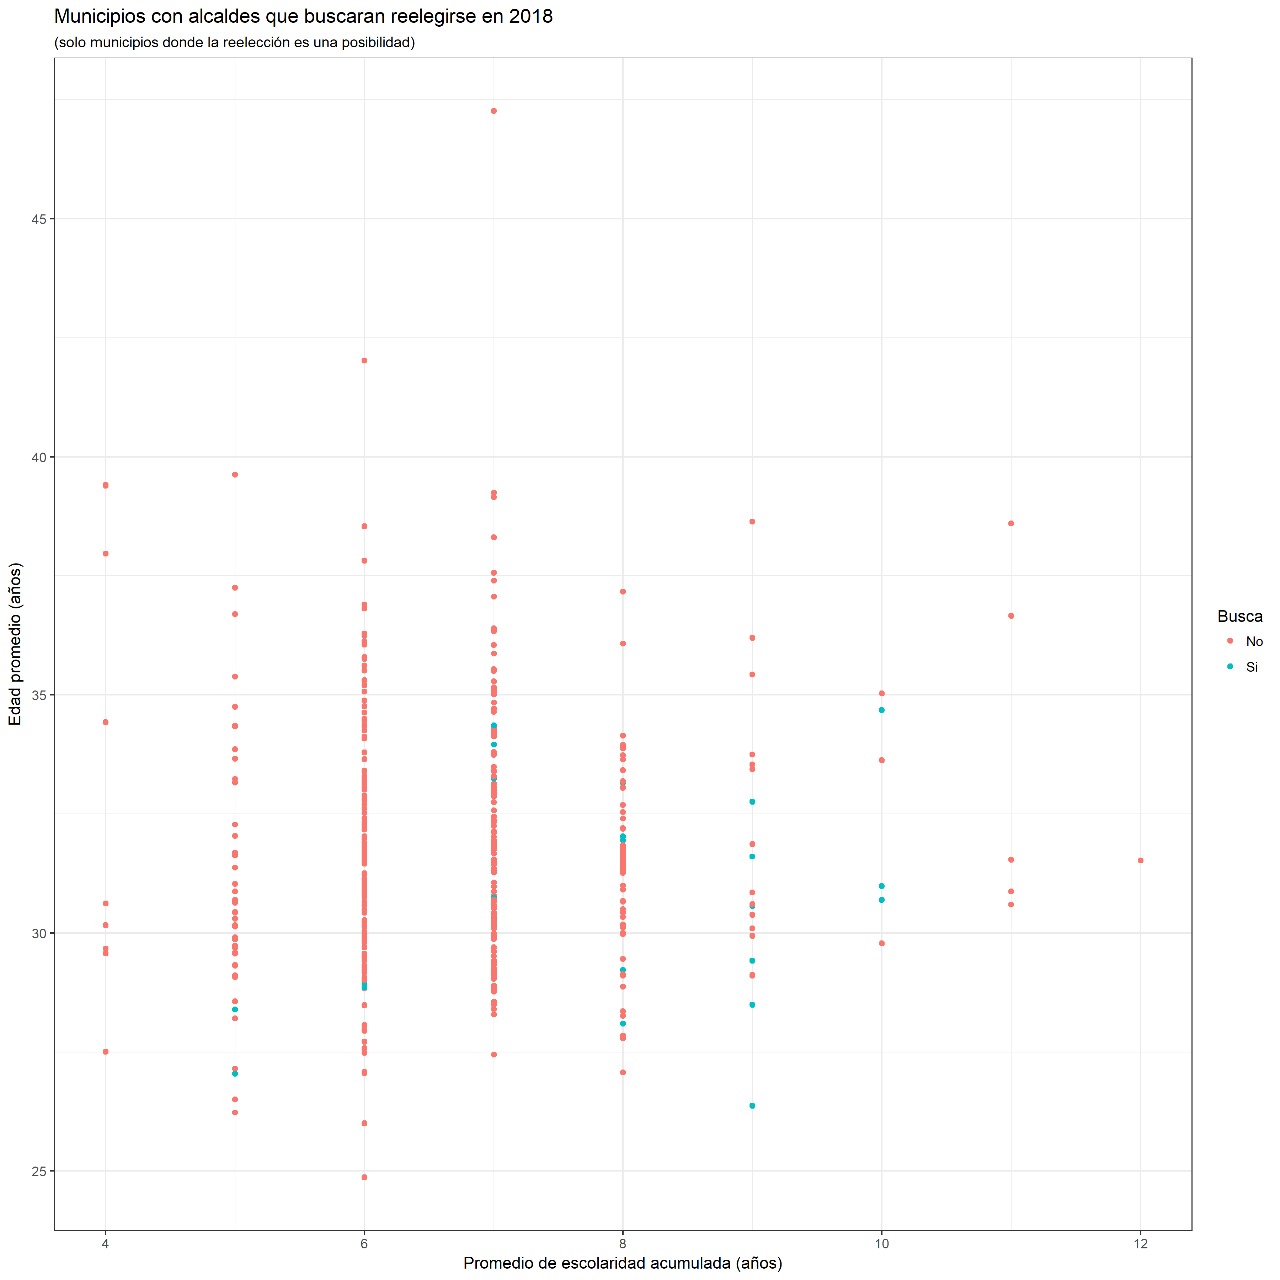 Municipios con alcaldes que buscaran reelegirse en 2018
(solo municipios donde la reelección es una posibilidad)
45
40
35
30
25
Edad promedio (años)
4
6
8
10
12
Promedio de escolaridad acumulada (años)
Busca
No
Si